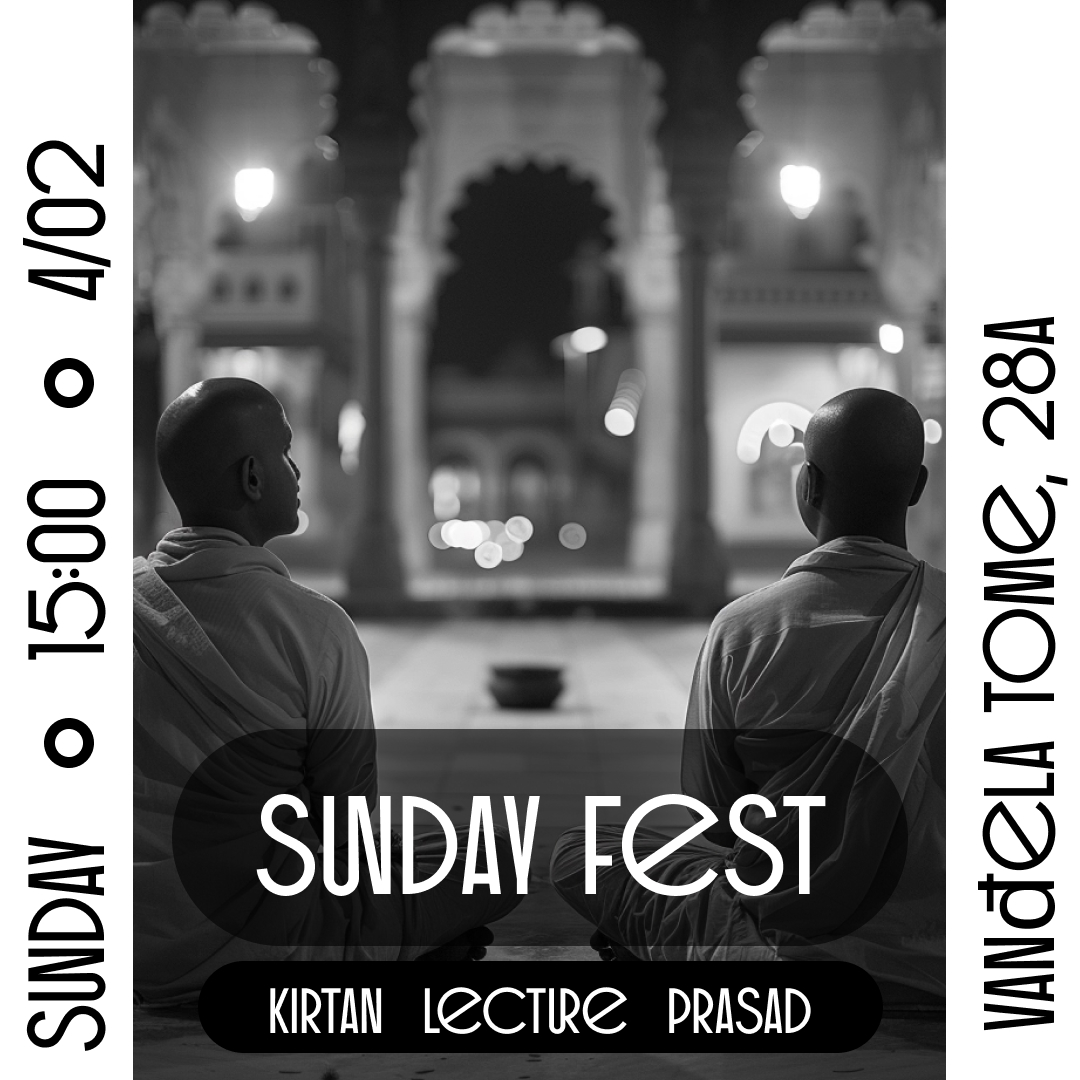 SUNDAY o 15:00 o 4/02
SUNDAY FeST
KIRTAN LeCTURe PRASAD
VANđeLA TOMe, 28A